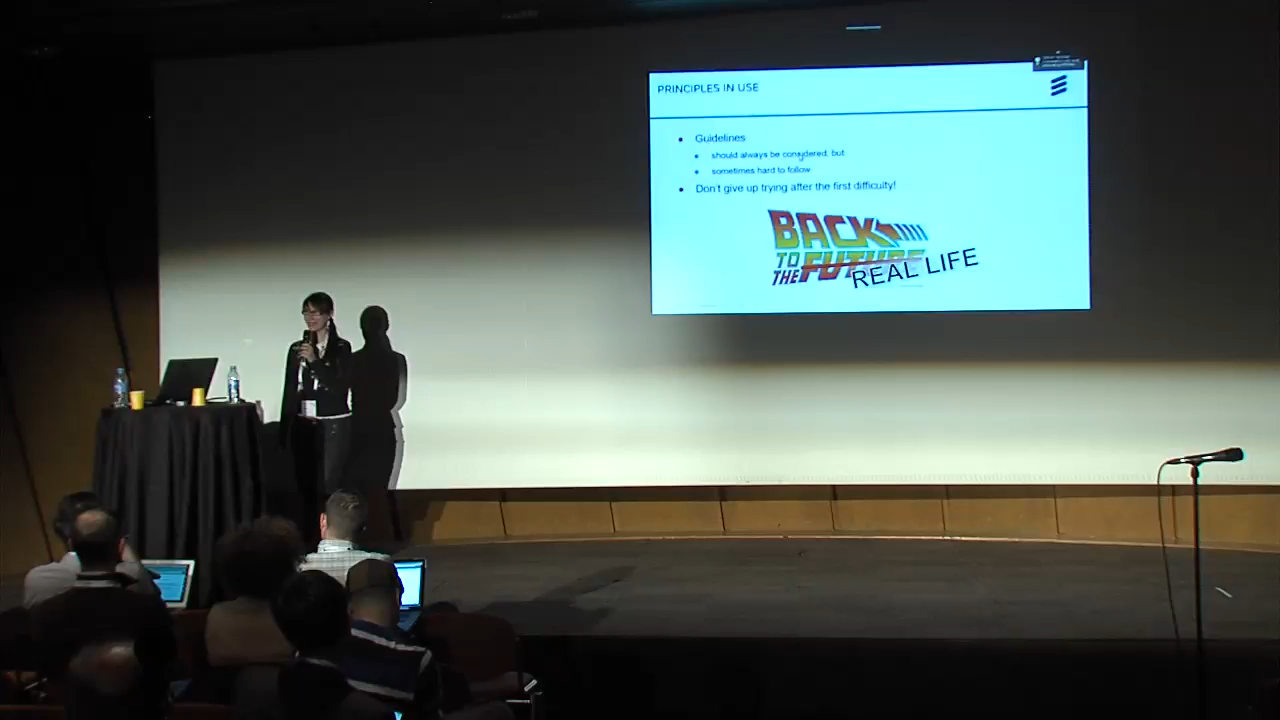 PRINCIPLES IN USE
Guidelines
should always be considered, but
sometimes hard to follow
Don't give up trying after the first difficulty!
BACK
TO
THE FUTURE
REAL LIFE